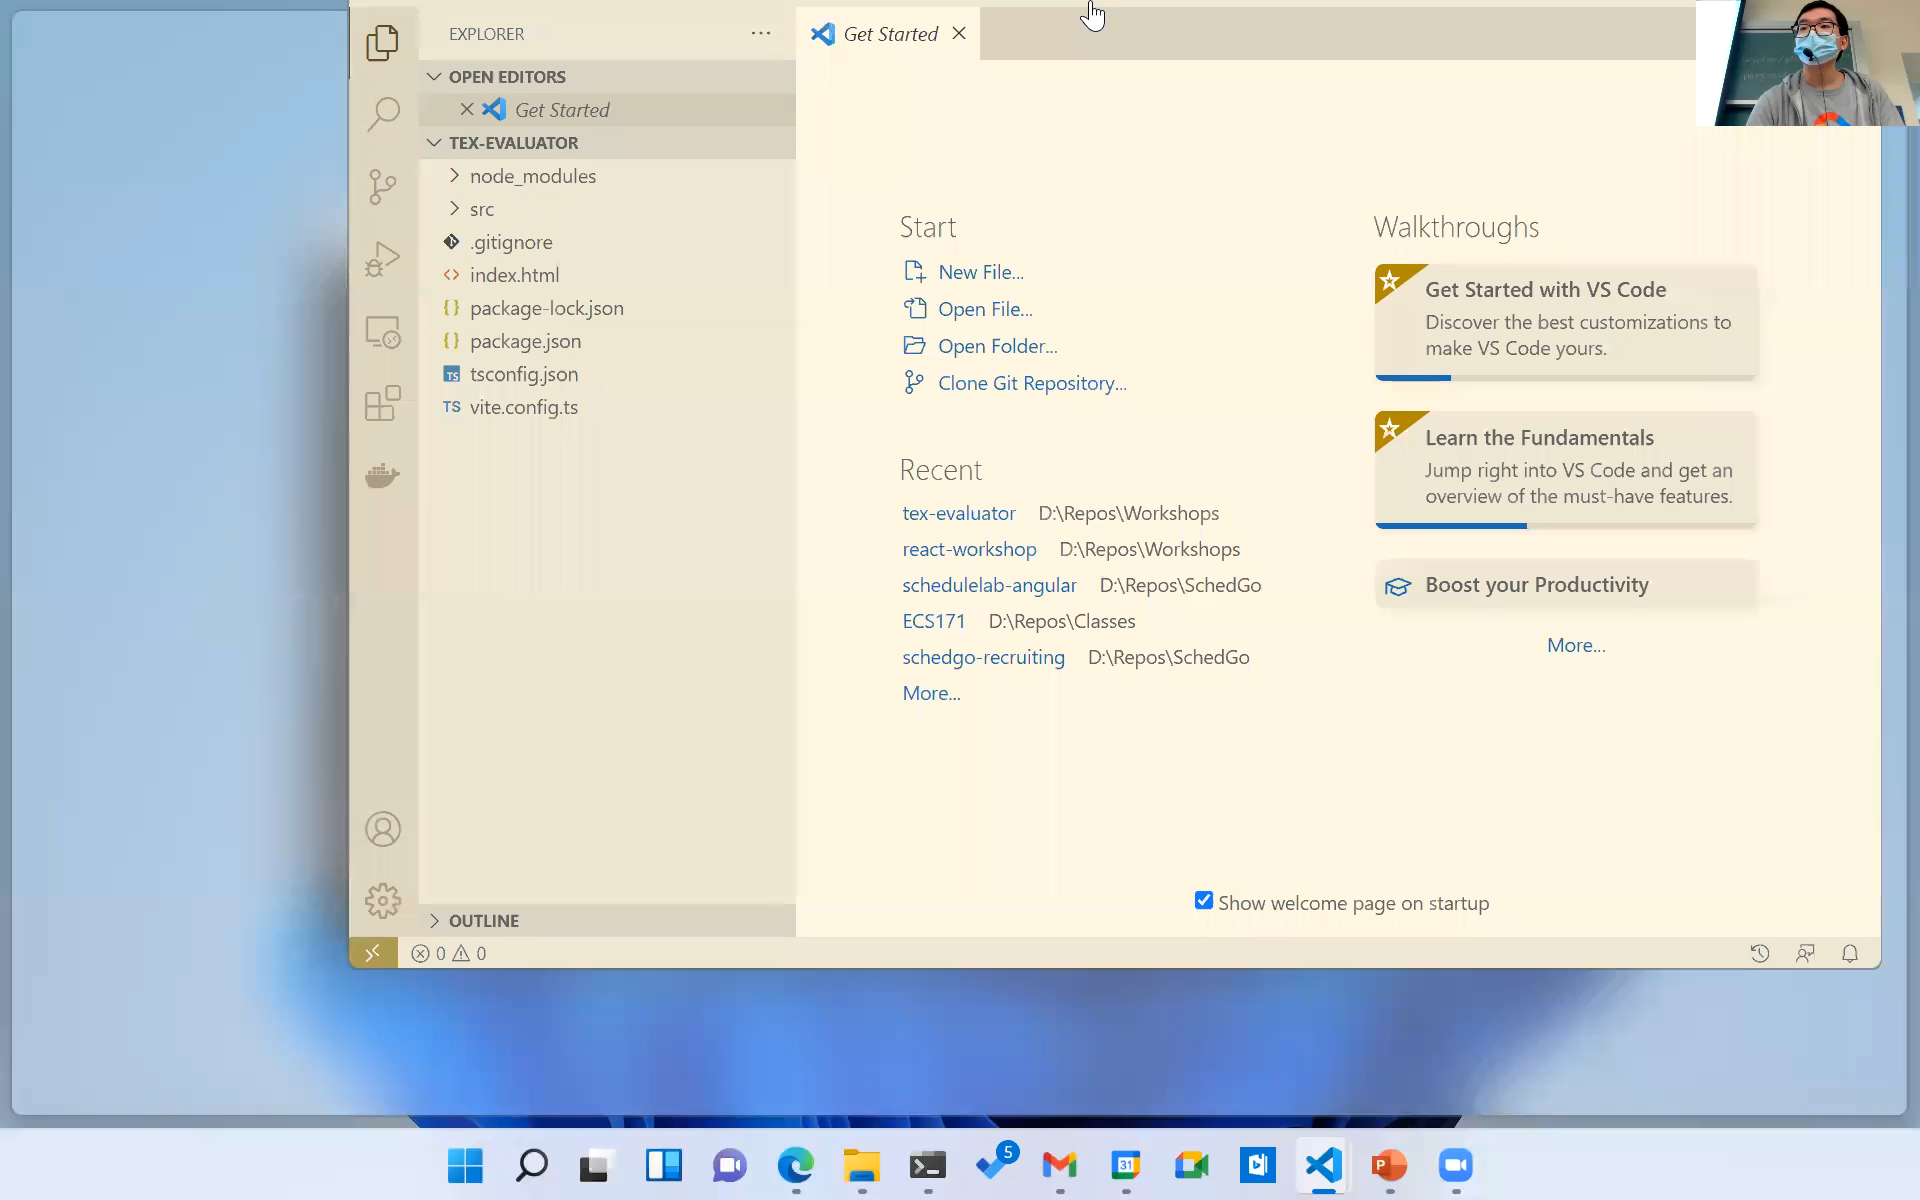 EXPLORER
Get Started
OPEN EDITORS
Get Started
TEX-EVALUATOR
node_modules
src
.gitignore
index.html
package-lock.json
package.json
tsconfig.json
TS vite.config.ts
OUTLINE
0 0
Start
New File...
Open File...
Open Folder...
Clone Git Repository...
Recent
tex-evaluator D:\Repos\Workshops
react-workshop D:\Repos\Workshops
schedulelab-angular D:\Repos\SchedGo
ECS171 D:\Repos\Classes
schedgo-recruiting D:\Repos\SchedGo
More...
Walkthroughs
Get Started with VS Code
Discover the best customizations to
make VS Code yours.
Learn the Fundamentals
Jump right into VS Code and get an
overview of the must-have features.
Boost your Productivity
More...
Show welcome page on startup
5
31